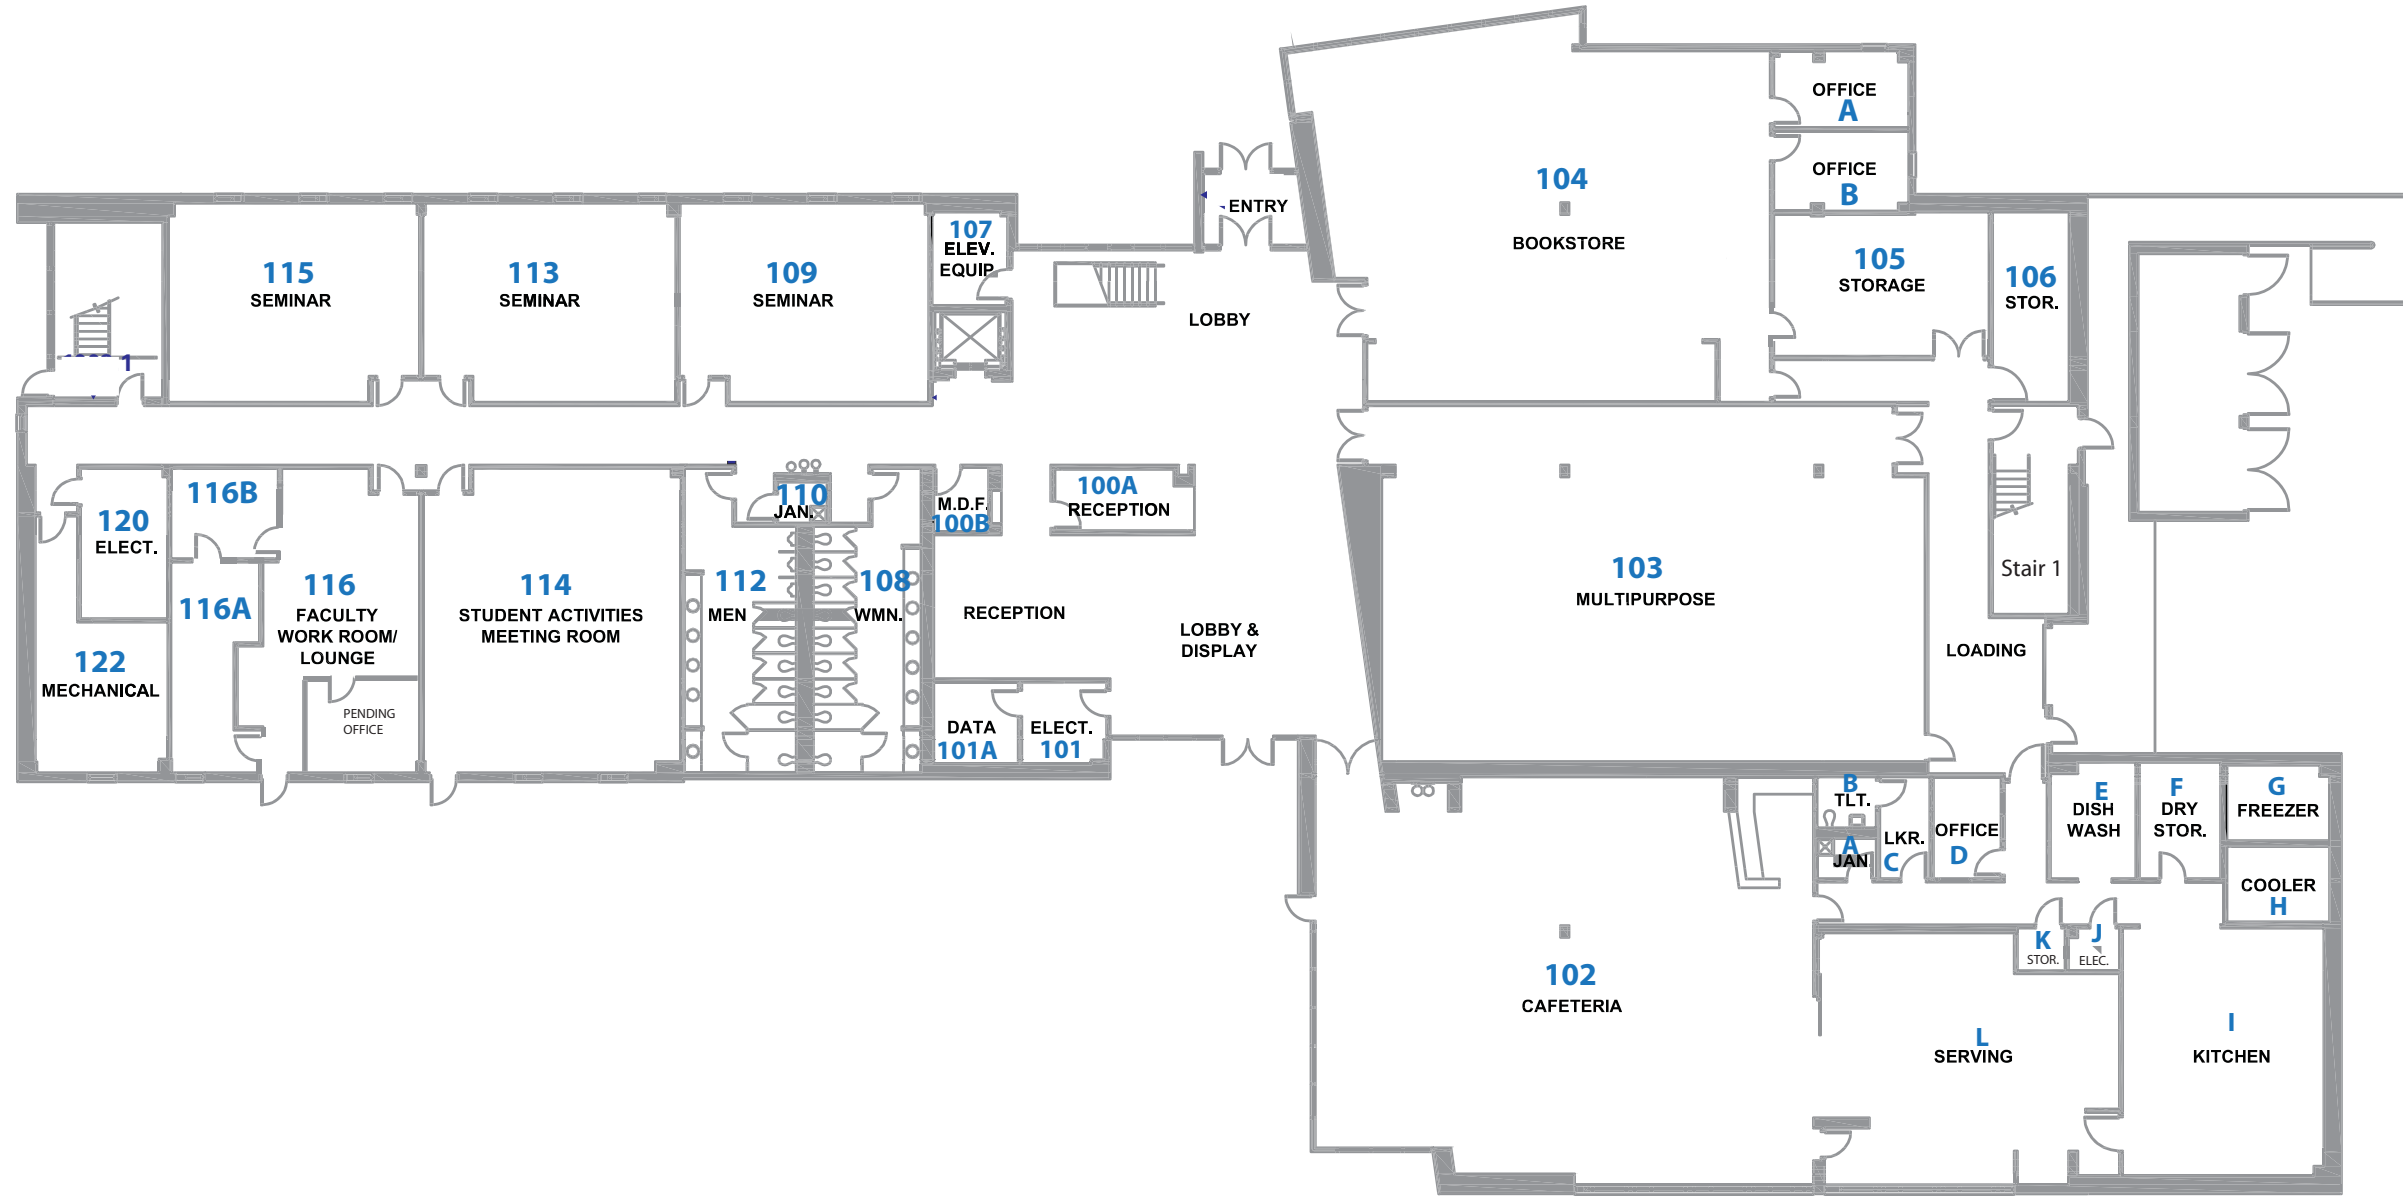 OFFICE
A
OFFICE
B
104
BOOKSTORE
ENTRY
107
ELEV.
EQUIP.
115
SEMINAR
113
SEMINAR
109
SEMINAR
LOBBY
105
STORAGE
106
STOR.
1
116B
120
ELECT.
110
JAN.
M.D.F.
100B
100A
RECEPTION
116A
116
FACULTY
WORK ROOM/
LOUNGE
114
STUDENT ACTIVITIES
MEETING ROOM
112
MEN
108
WMN.
RECEPTION
LOBBY &
DISPLAY
103
MULTIPURPOSE
Stair 1
LOADING
122
MECHANICAL
PENDING
OFFICE
DATA
101A
ELECT.
101
B
TLT.
A
JAN.
LKR.
C
OFFICE
D
E
DISH
WASH
F
DRY
STOR.
G
FREEZER
COOLER
H
K
STOR.
J
ELEC.
102
CAFETERIA
L
SERVING
I
KITCHEN